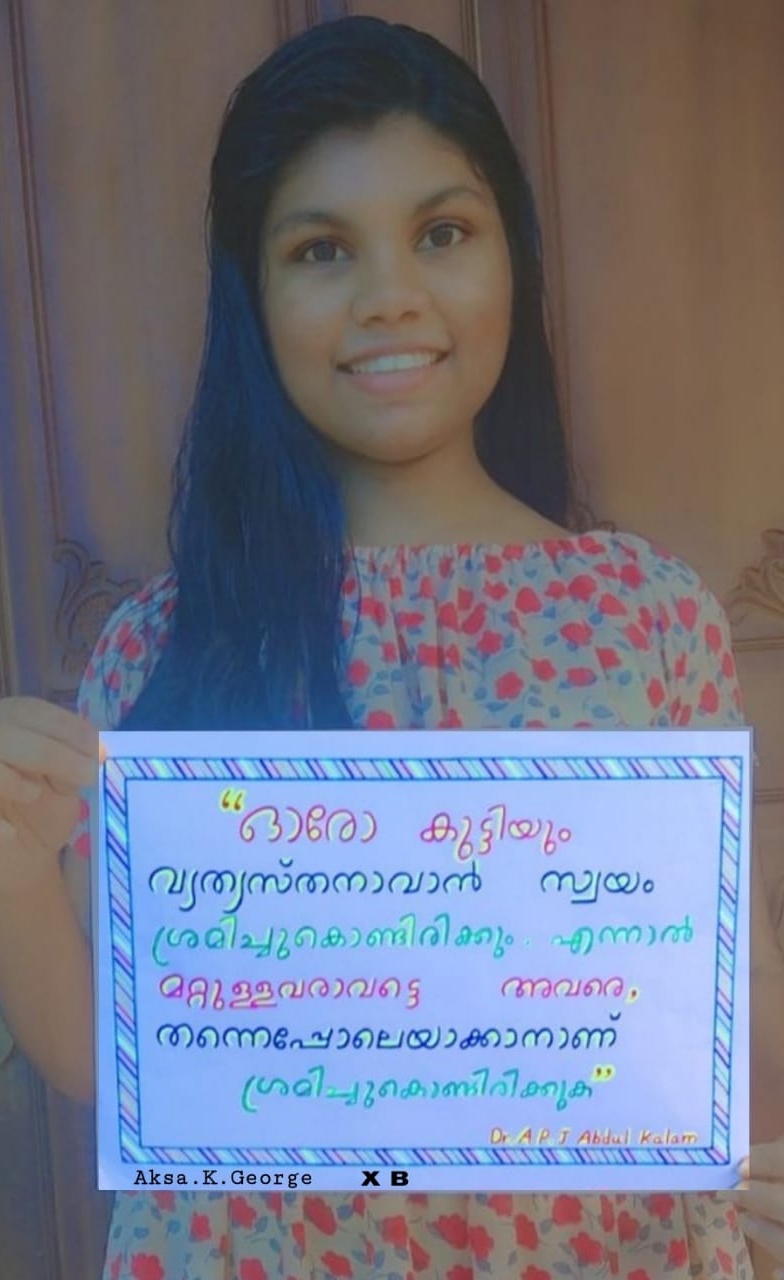 “ഓരോ കുട്ടിയും
വ്യത്യസ്തനാവാൻ സ്വയം
ശ്രമിച്ചുകൊണ്ടിരിക്കും. എന്നാൽ
മറ്റുള്ളവരാവട്ടെ അവരെ,
തന്നെപ്പോലെയാക്കാനാണ്
ശ്രമിച്ചുകൊണ്ടിരിക്കുക”
Dr. A P J Abdul Kalam
Aksa.K.George X B